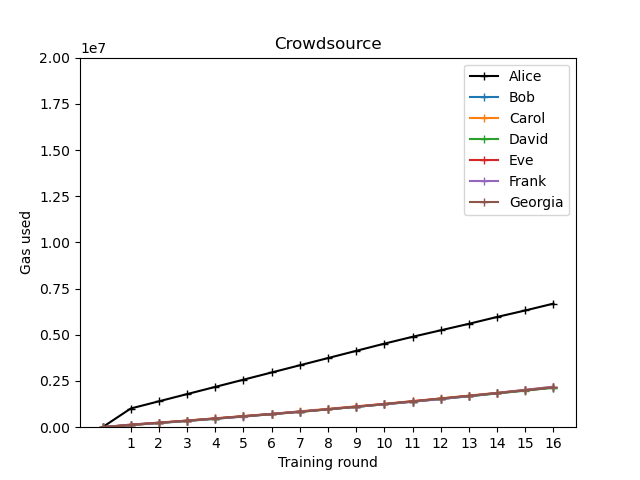 Crowdsource
1e7
2.00
1.75
1.50
1.25
1.00
0.75
0.50
0.25
0.00
Gas used
Alice
Bob
Carol
David
Eve
Frank
Georgia
1 2 3 4 5 6 7 8 9 10 11 12 13 14 15 16
Training round